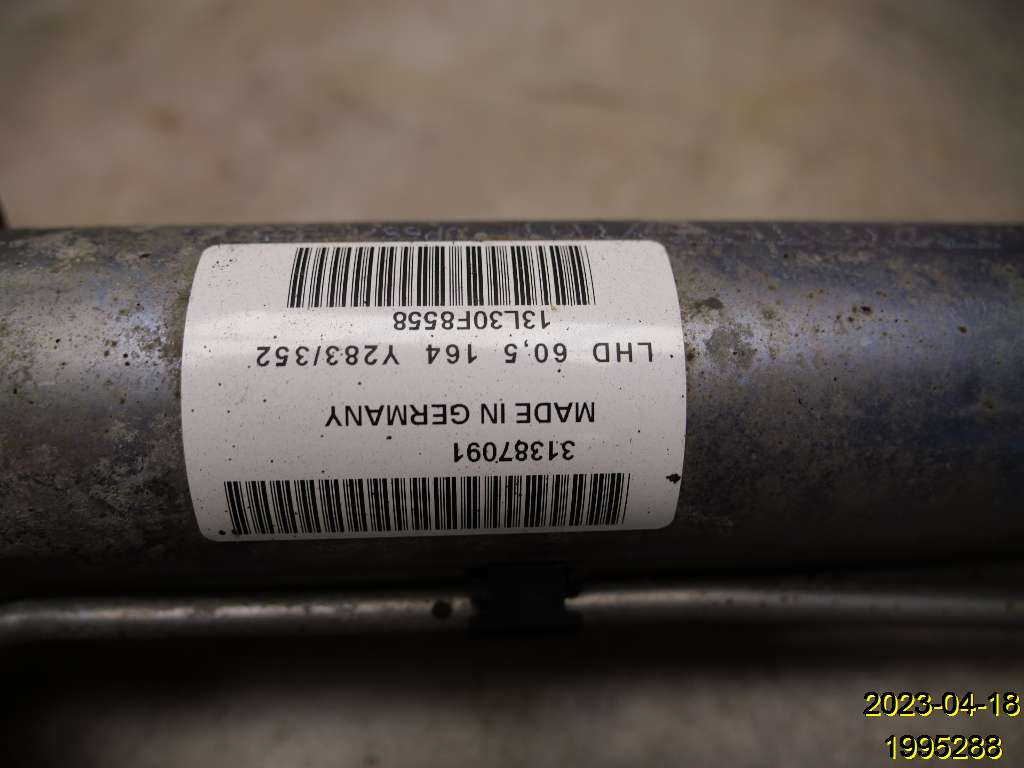 31387091
MADE IN GERMANY
LHD 60,5 164 Y283/352
13L30F8558
2023-04-18
1995288